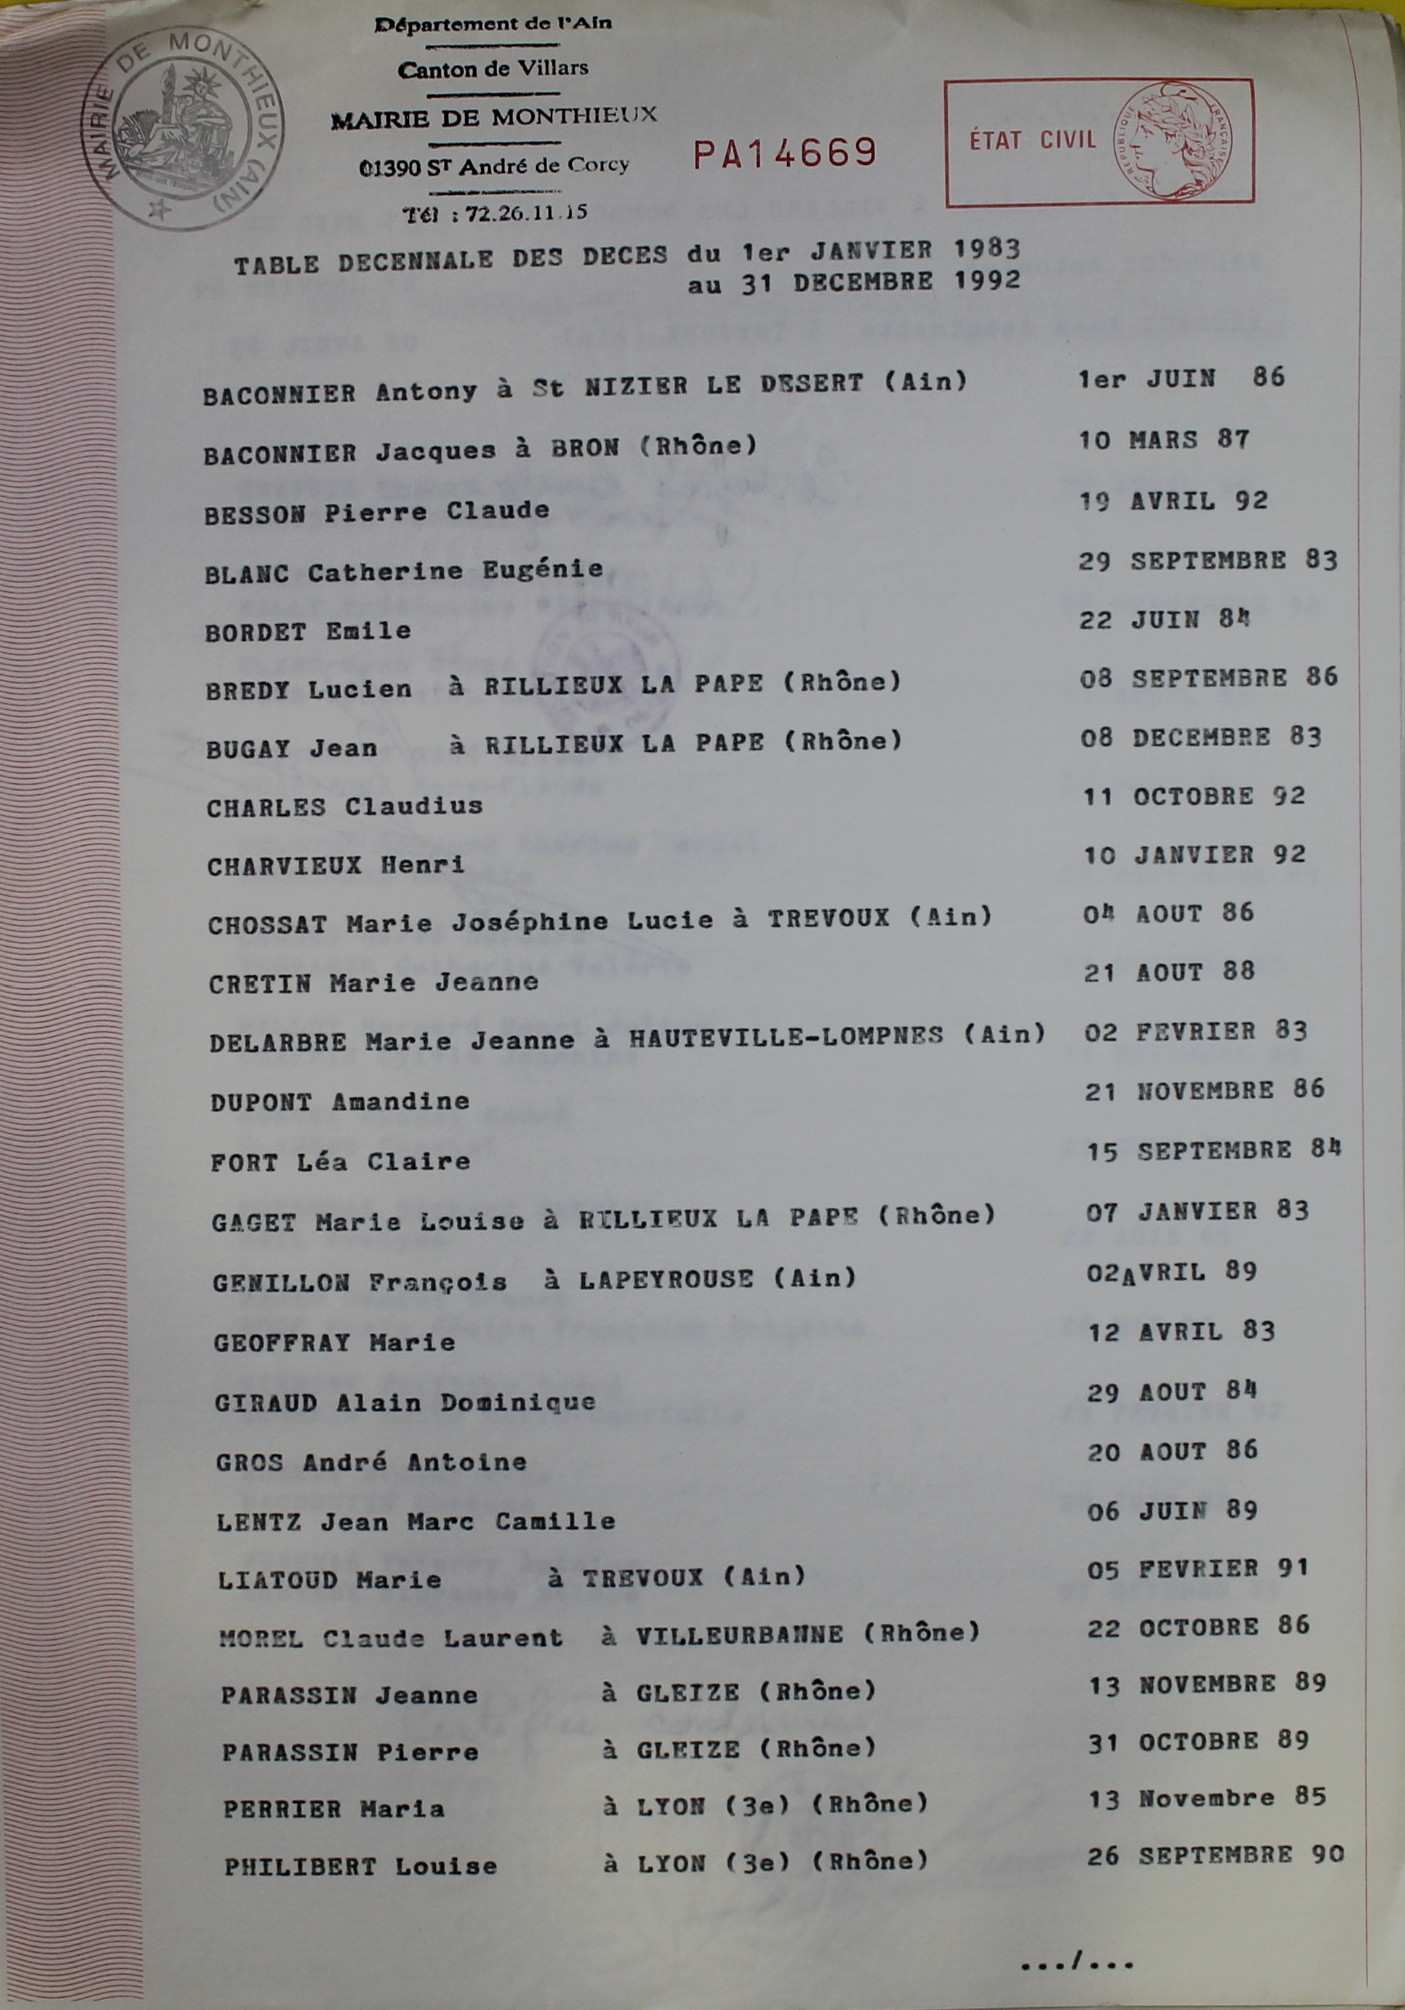 MAIRIE DE MONTHIEUX (AIN)
Département de l'Ain
Canton de Villars
MAIRIE DE MONTHIEUX
01390 ST André de Corcy
Tél : 72.26.11.15
PA14669
ÉTAT CIVIL
RÉPUBLIQUE FRANÇAISE
TABLE DECENNALE DES DECES du 1er JANVIER 1983
au 31 DECEMBRE 1992
BACONNIER Antony à St NIZIER LE DESERT (Ain) 1er JUIN 86
BACONNIER Jacques à BRON (Rhône) 10 MARS 87
BESSON Pierre Claude 19 AVRIL 92
BLANC Catherine Eugénie 29 SEPTEMBRE 83
BORDET Emile 22 JUIN 84
BREDY Lucien à RILLIEUX LA PAPE (Rhône) 08 SEPTEMBRE 86
BUGAY Jean à RILLIEUX LA PAPE (Rhône) 08 DECEMBRE 83
CHARLES Claudius 11 OCTOBRE 92
CHARVIEUX Henri 10 JANVIER 92
CHOSSAT Marie Joséphine Lucie à TREVOUX (Ain) 04 AOUT 86
CRETIN Marie Jeanne 21 AOUT 88
DELARBRE Marie Jeanne à HAUTEVILLE-LOMPNES (Ain) 02 FEVRIER 83
DUPONT Amandine 21 NOVEMBRE 86
FORT Léa Claire 15 SEPTEMBRE 84
GAGET Marie Louise à RILLIEUX LA PAPE (Rhône) 07 JANVIER 83
GENILLON François à LAPEYROUSE (Ain) 02AVRIL 89
GEOFFRAY Marie 12 AVRIL 83
GIRAUD Alain Dominique 29 AOUT 84
GROS André Antoine 20 AOUT 86
LENTZ Jean Marc Camille 06 JUIN 89
LIATOUD Marie à TREVOUX (Ain) 05 FEVRIER 91
MOREL Claude Laurent à VILLEURBANNE (Rhône) 22 OCTOBRE 86
PARASSIN Jeanne à GLEIZE (Rhône) 13 NOVEMBRE 89
PARASSIN Pierre à GLEIZE (Rhône) 31 OCTOBRE 89
PERRIER Maria à LYON (3e) (Rhône) 13 Novembre 85
PHILIBERT Louise à LYON (3e) (Rhône) 26 SEPTEMBRE 90
.../...